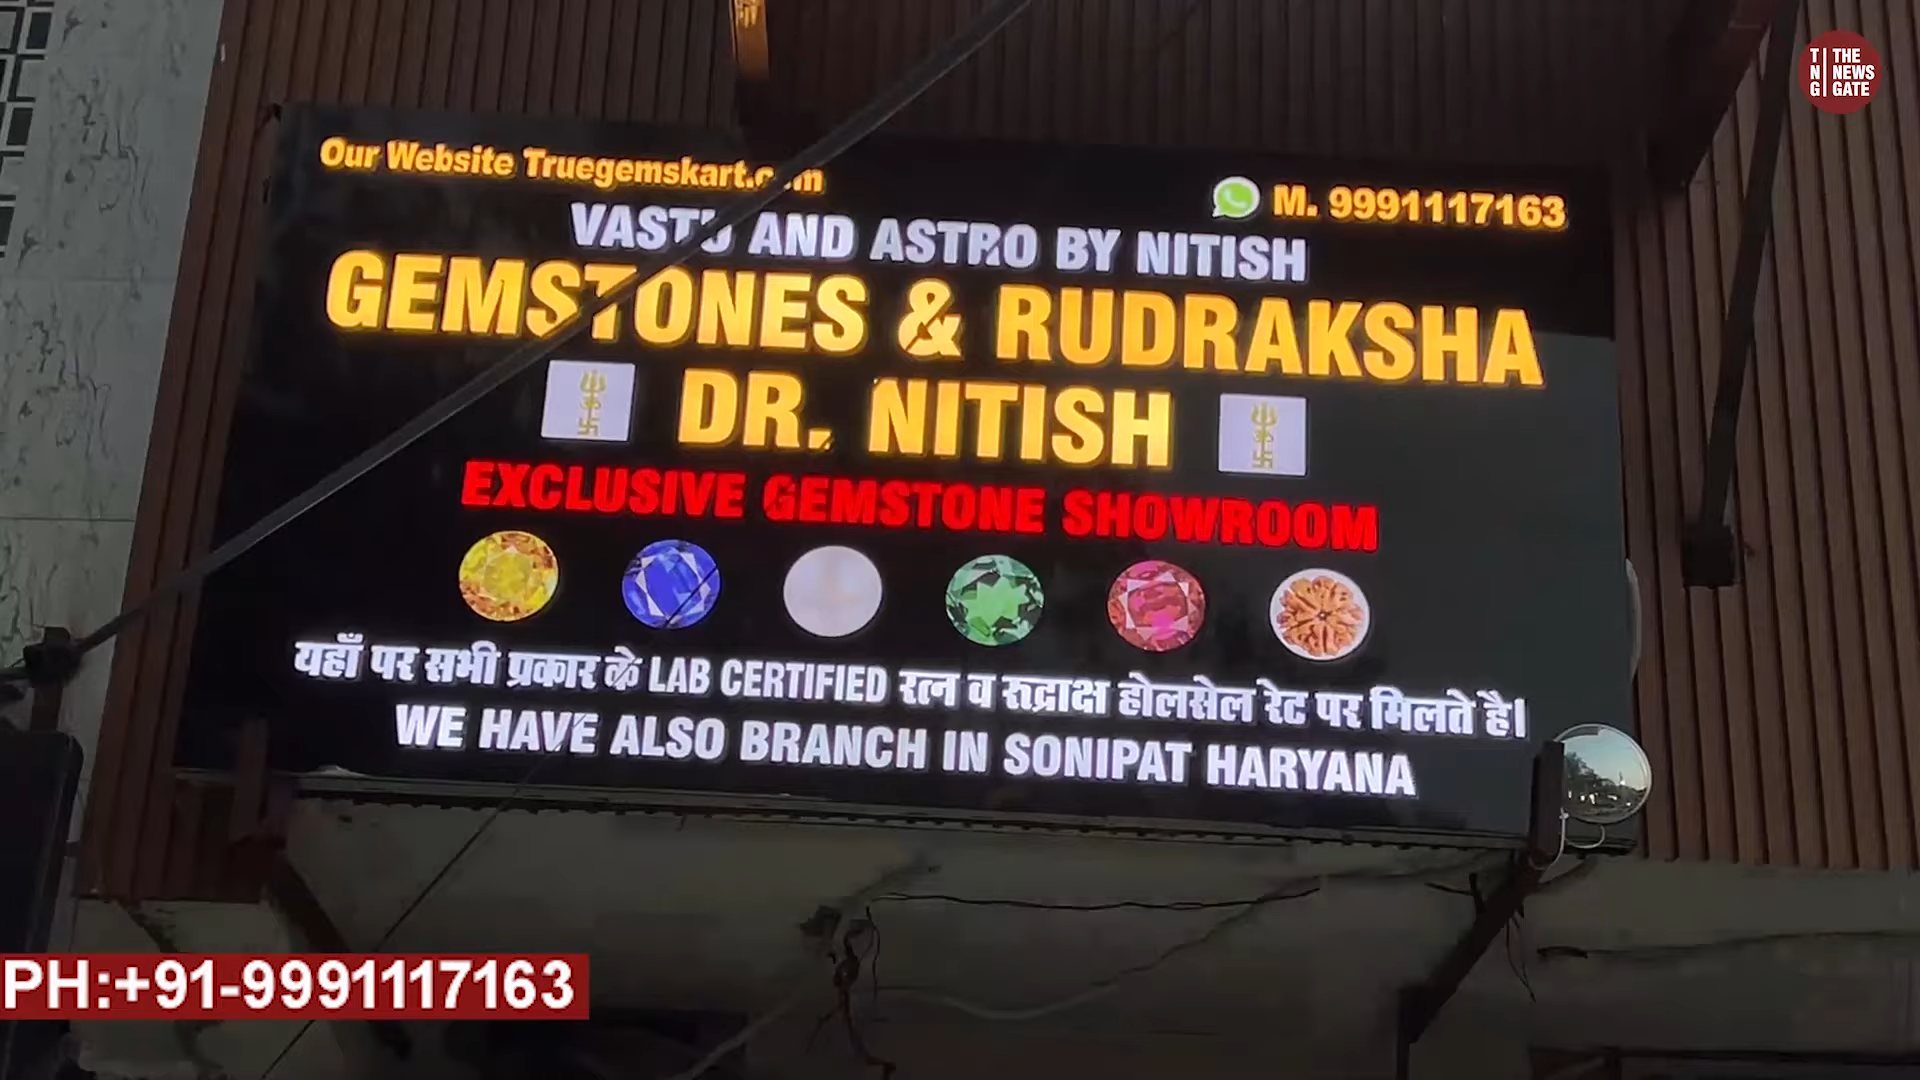 T N G THE NEWS GATE
Our Website Truegemskart.com
M. 9991117163
VASTU AND ASTRO BY NITISH
GEMSTONES & RUDRAKSHA
DR. NITISH
EXCLUSIVE GEMSTONE SHOWROOM
यहाँ पर सभी प्रकार के LAB CERTIFIED रत्न व रुद्राक्ष होलसेल रेट पर मिलते है।
WE HAVE ALSO BRANCH IN SONIPAT HARYANA
PH:+91-9991117163